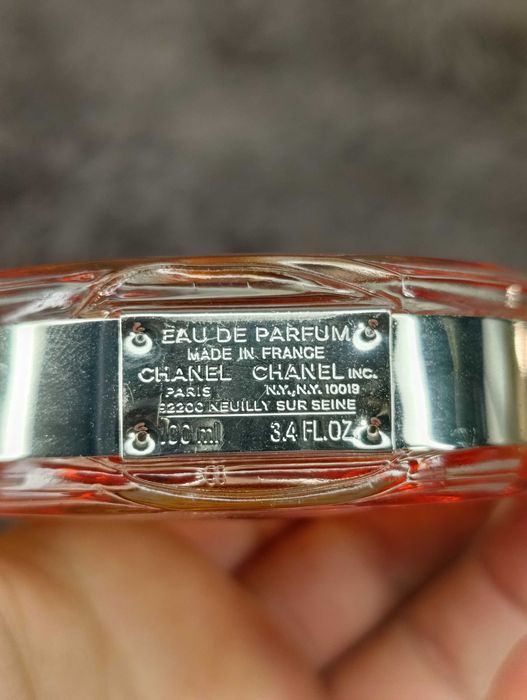 EAU DE PARFUM
MADE IN FRANCE
CHANEL CHANEL INC.
PARIS N.Y., N.Y. 10019
92200 NEUILLY SUR SEINE
100 ml 3.4 FL.OZ.